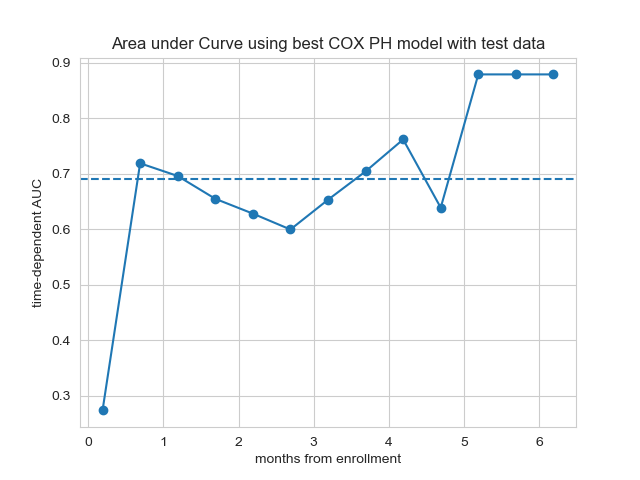 Area under Curve using best COX PH model with test data
time-dependent AUC
0.9
0.8
0.7
0.6
0.5
0.4
0.3
0 1 2 3 4 5 6
months from enrollment